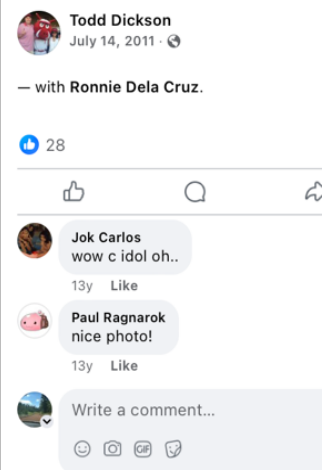 Todd Dickson
July 14, 2011 ·
— with Ronnie Dela Cruz.
28
Jok Carlos
wow c idol oh..
13y Like
Paul Ragnarok
nice photo!
13y Like
Write a comment...
GIF